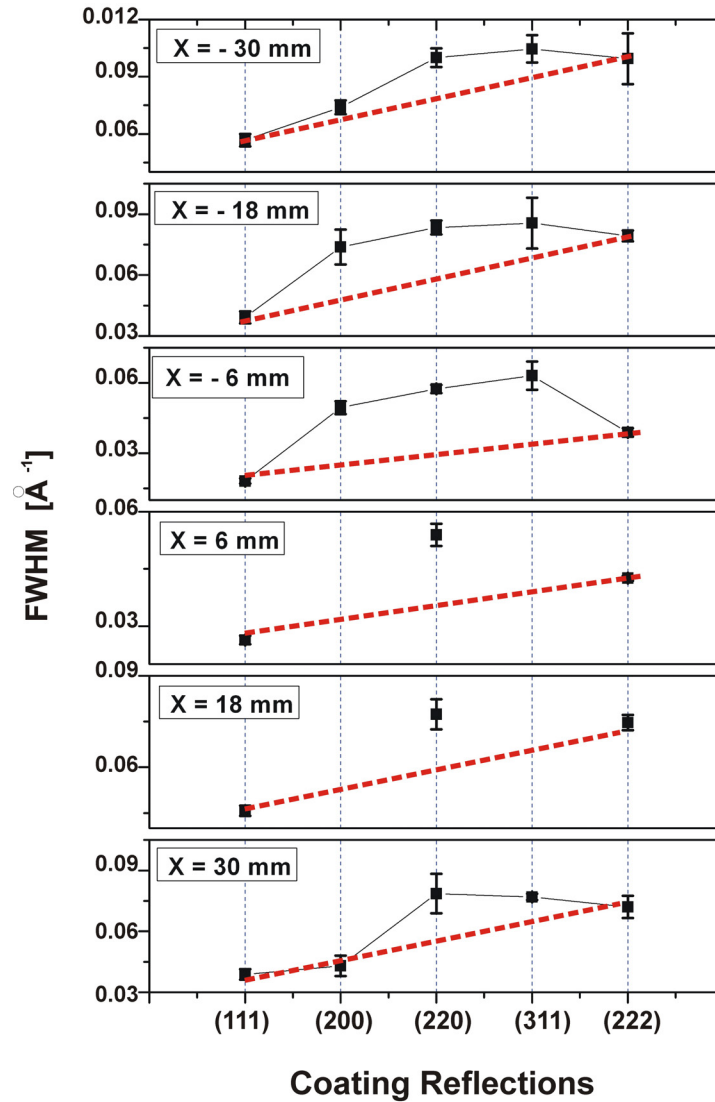 0.012
X = - 30 mm
0.09
0.06
X = - 18 mm
0.09
0.06
0.03
X = - 6 mm
0.06
0.03
X = 6 mm
0.06
0.03
X = 18 mm
0.09
0.06
X = 30 mm
0.09
0.06
0.03
(111) (200) (220) (311) (222)
Coating Reflections
FWHM [Å⁻¹]